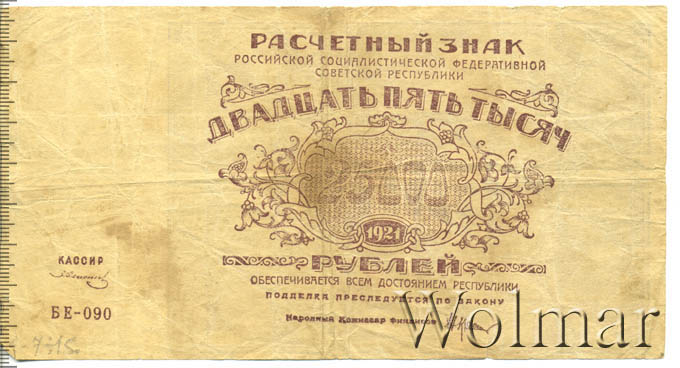 РАСЧЕТНЫЙ ЗНАК
РОССИЙСКОЙ СОЦИАЛИСТИЧЕСКОЙ ФЕДЕРАТИВНОЙ
СОВЕТСКОЙ РЕСПУБЛИКИ
ДВАДЦАТЬ ПЯТЬ ТЫСЯЧ
25000
1921
РУБЛЕЙ
ОБЕСПЕЧИВАЕТСЯ ВСЕМ ДОСТОЯНИЕМ РЕСПУБЛИКИ
ПОДДЕЛКА ПРЕСЛЕДУЕТСЯ ПО ЗАКОНУ
Народный Комиссар Финансов
КАССИР
БЕ-090
Wolmar